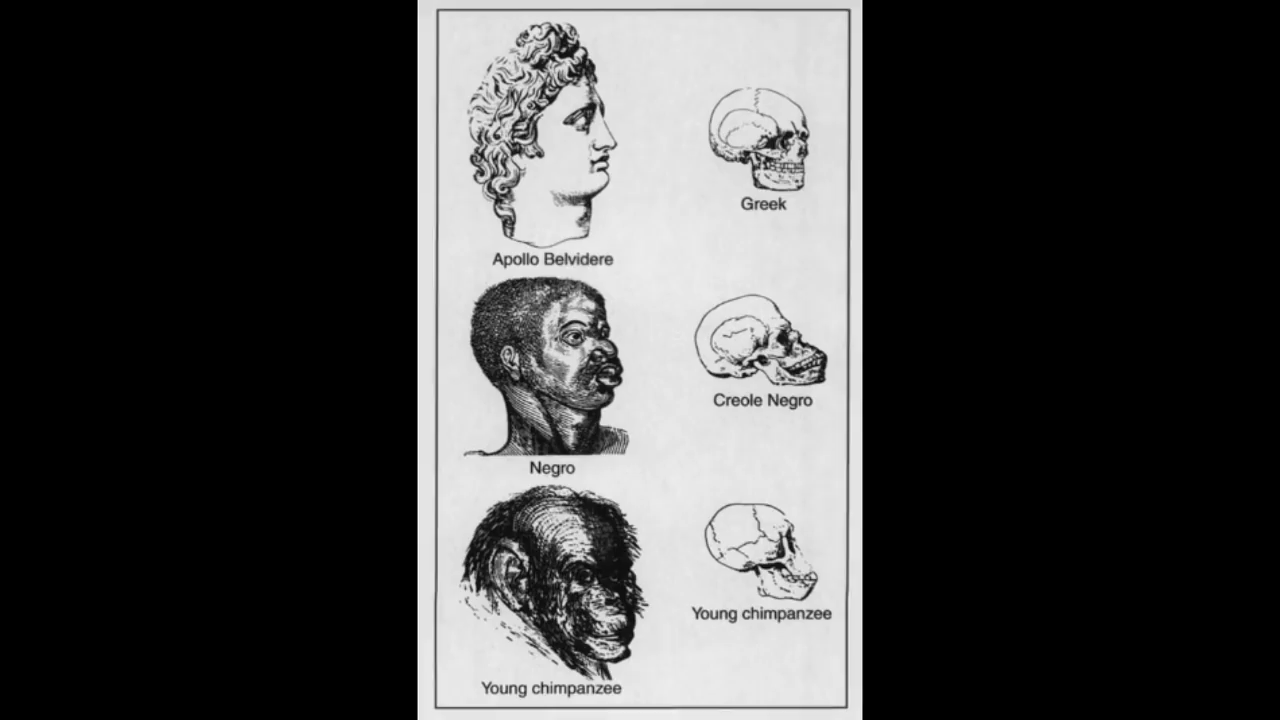 Apollo Belvidere
Greek
Negro
Creole Negro
Young chimpanzee
Young chimpanzee